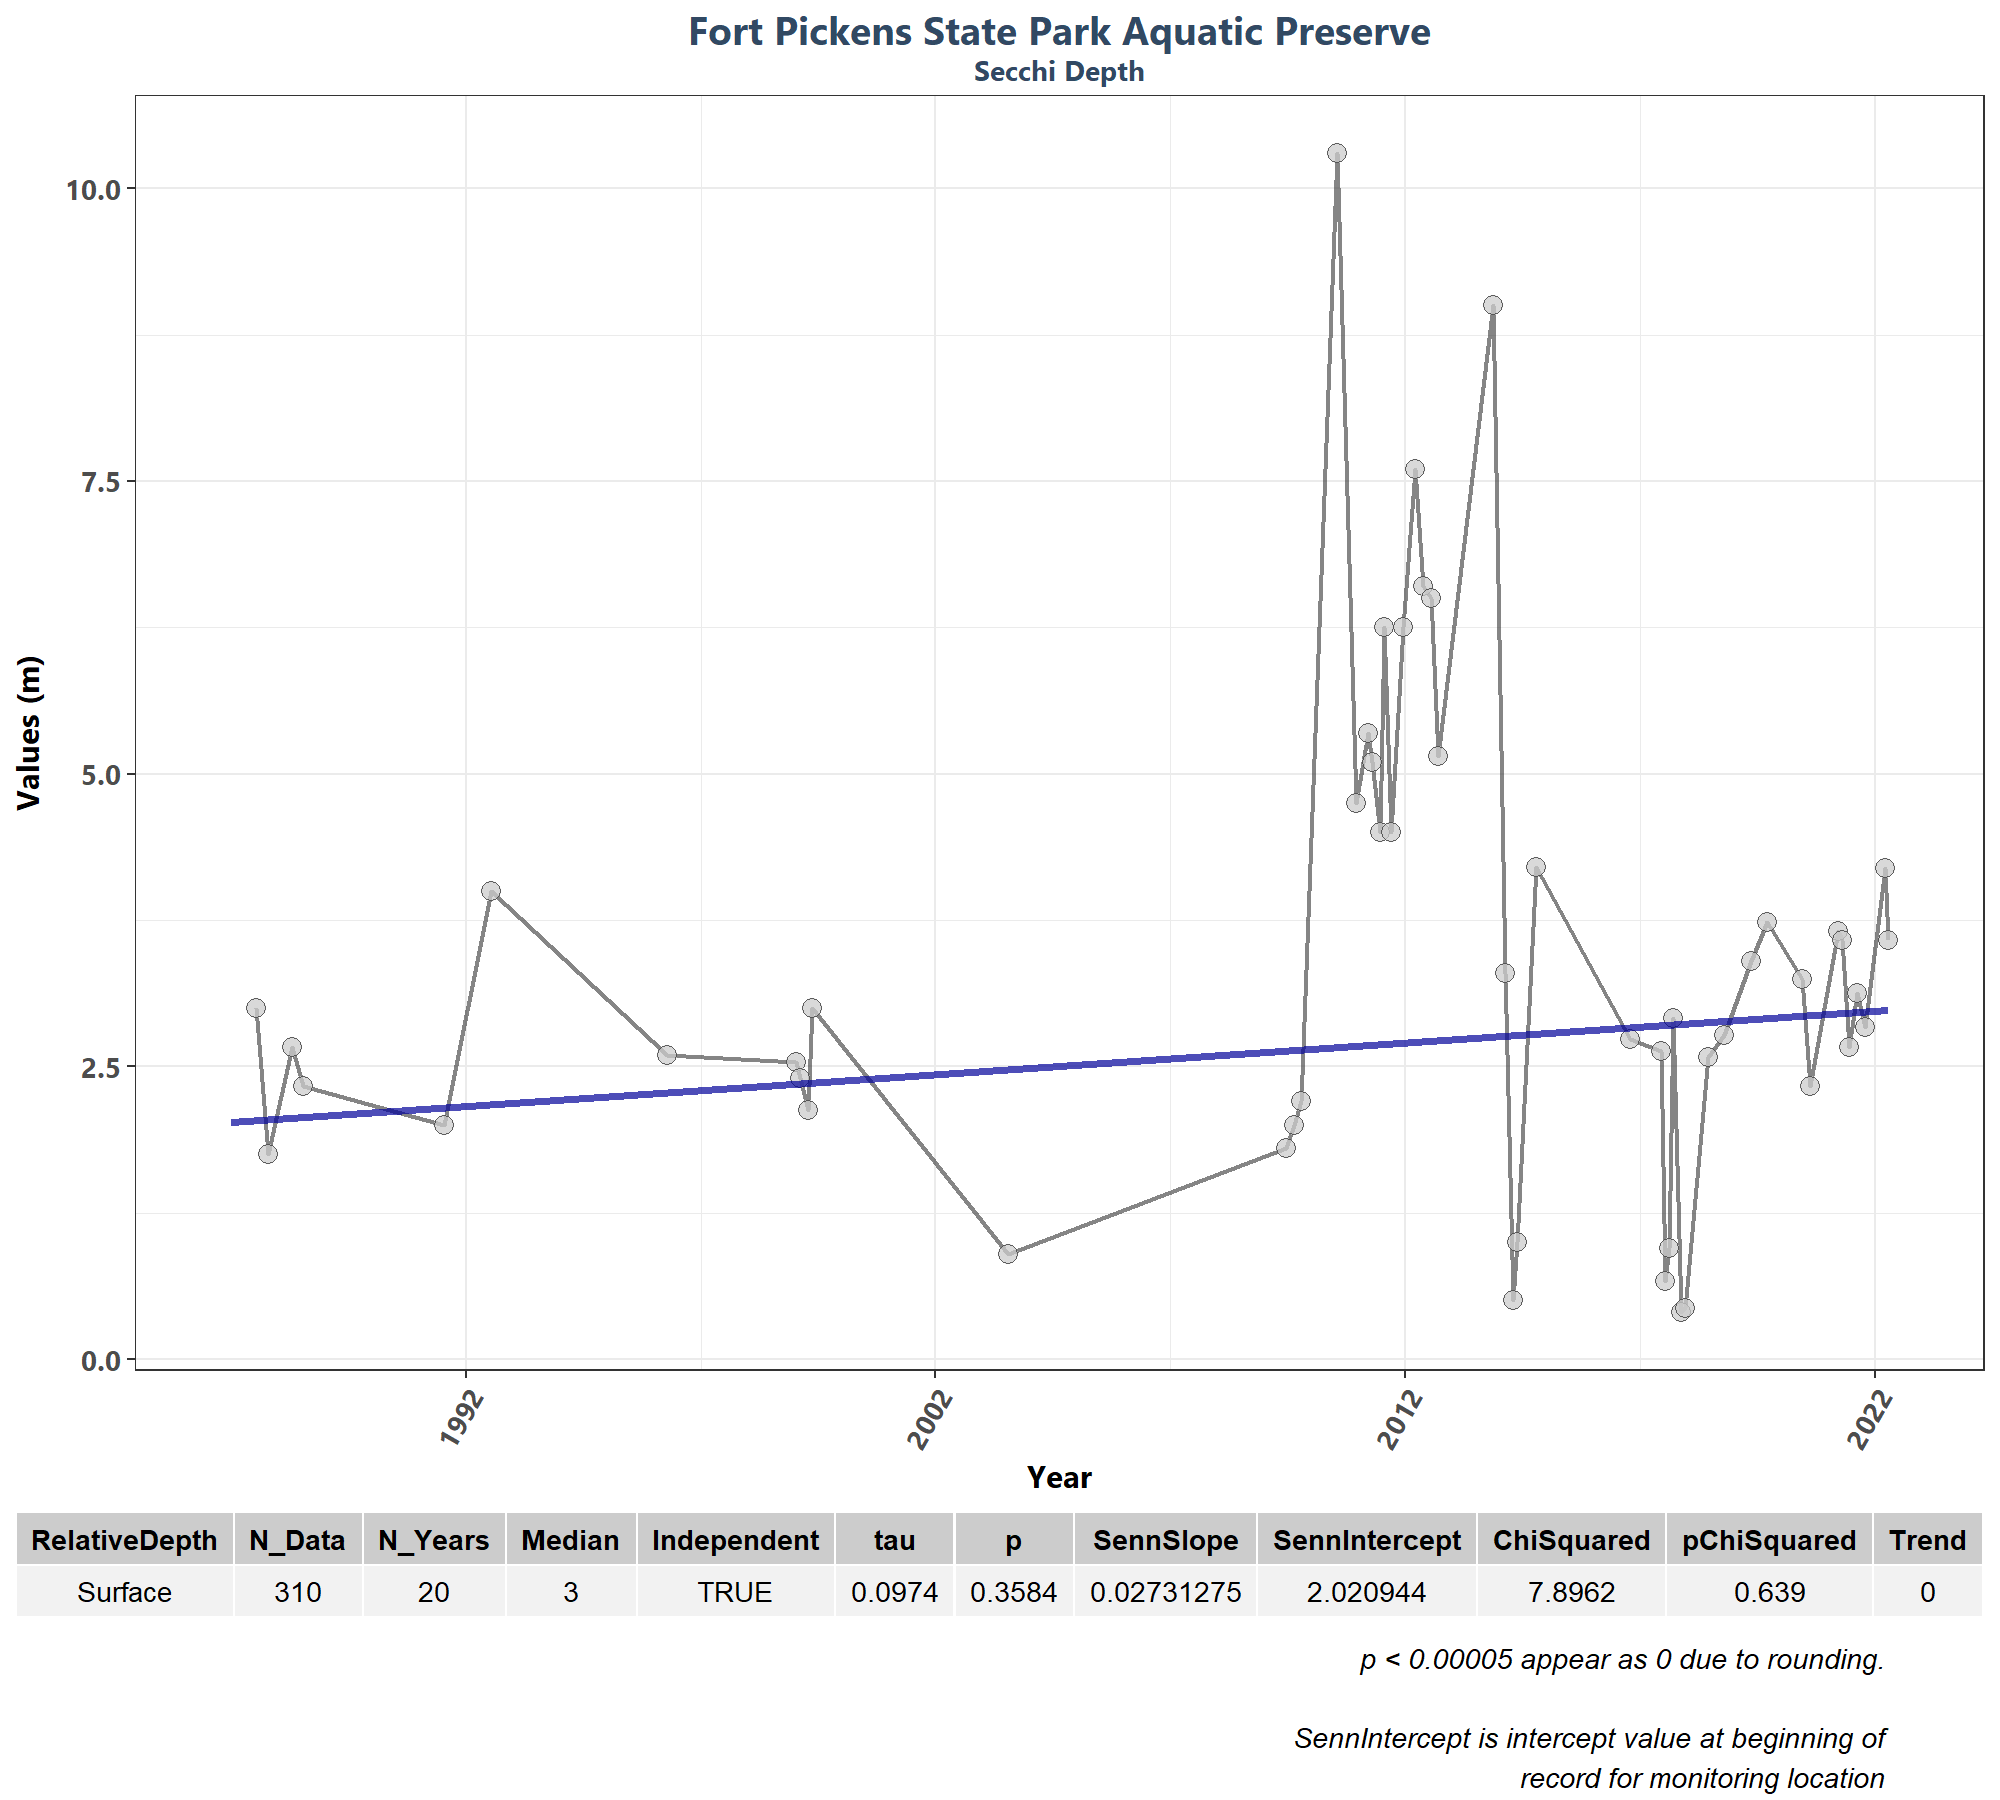 Fort Pickens State Park Aquatic Preserve
Secchi Depth
Values (m)
10.0
7.5
5.0
2.5
0.0
1992
2002
2012
2022
Year
RelativeDepth N_Data N_Years Median Independent tau p SennSlope SennIntercept ChiSquared pChiSquared Trend
Surface 310 20 3 TRUE 0.0974 0.3584 0.02731275 2.020944 7.8962 0.639 0
p < 0.00005 appear as 0 due to rounding.
SennIntercept is intercept value at beginning of
record for monitoring location